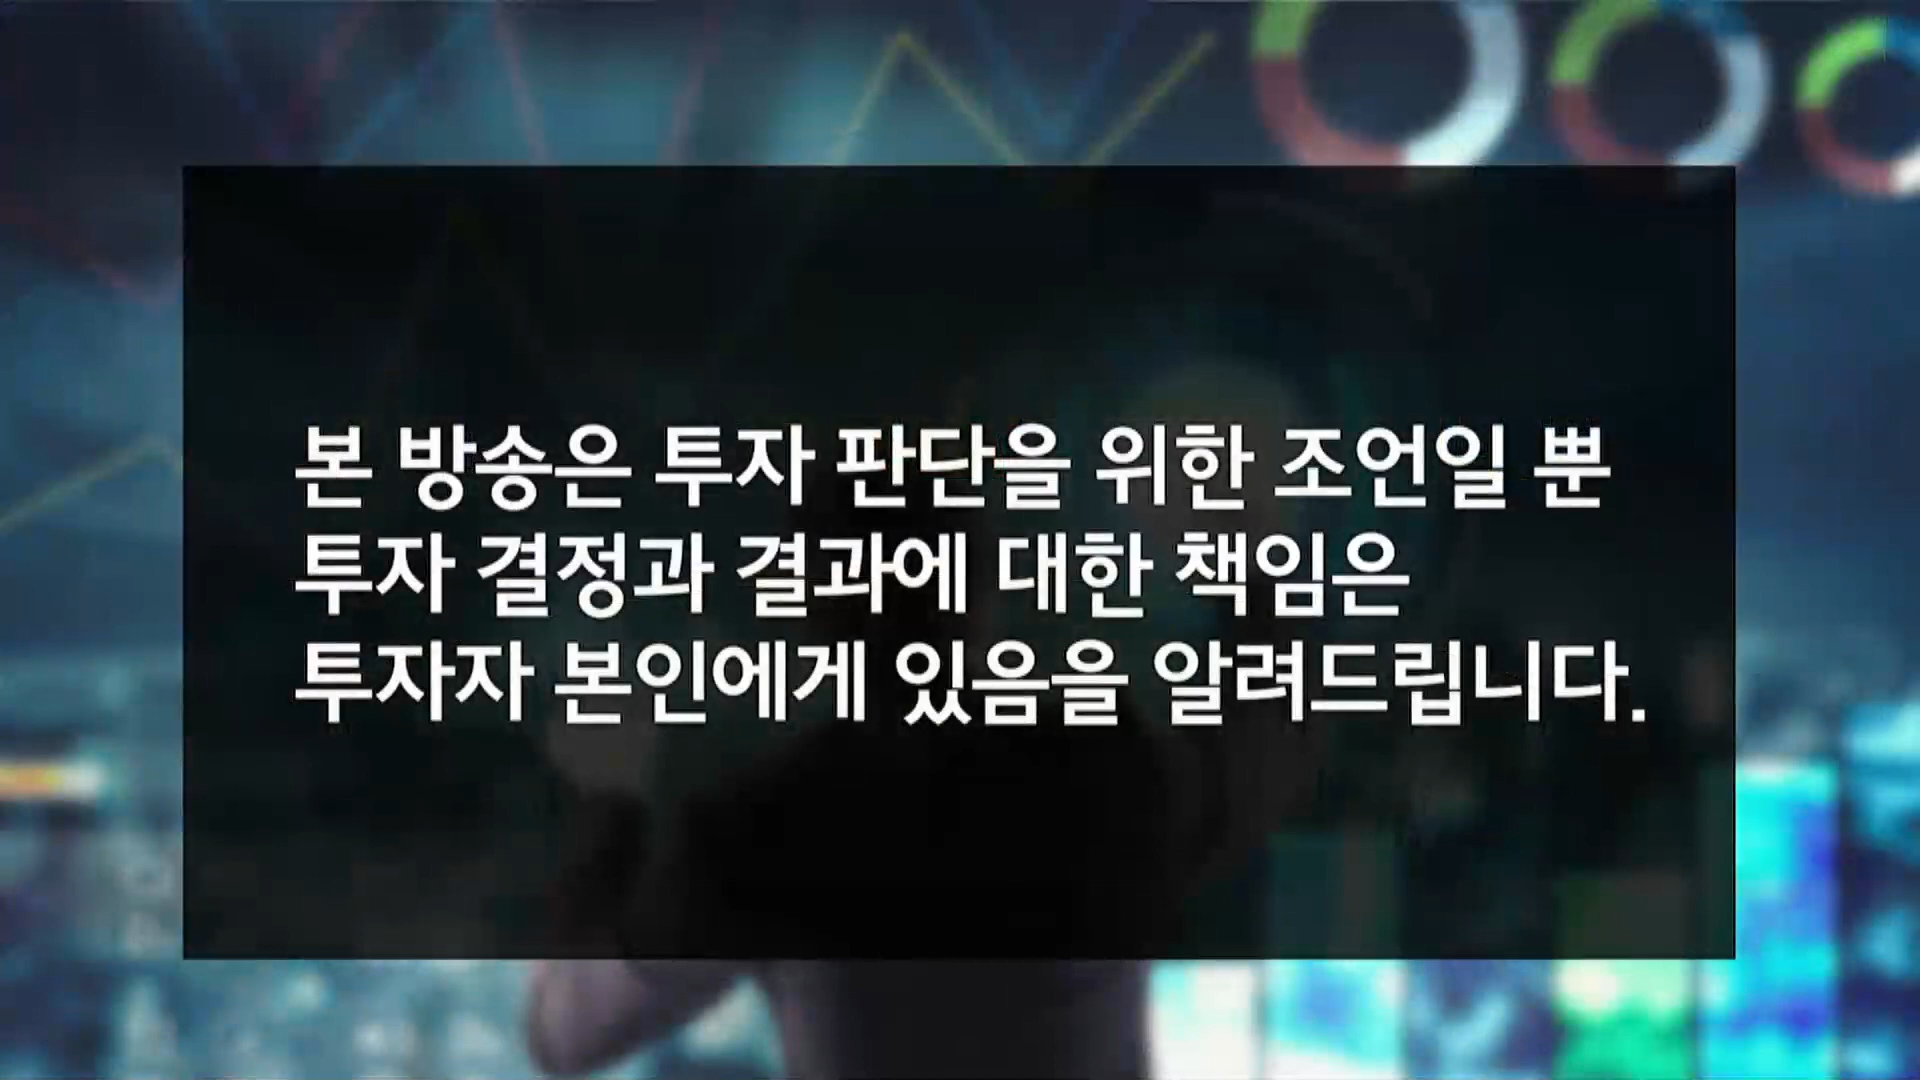 본 방송은 투자 판단을 위한 조언일 뿐
투자 결정과 결과에 대한 책임은
투자자 본인에게 있음을 알려드립니다.